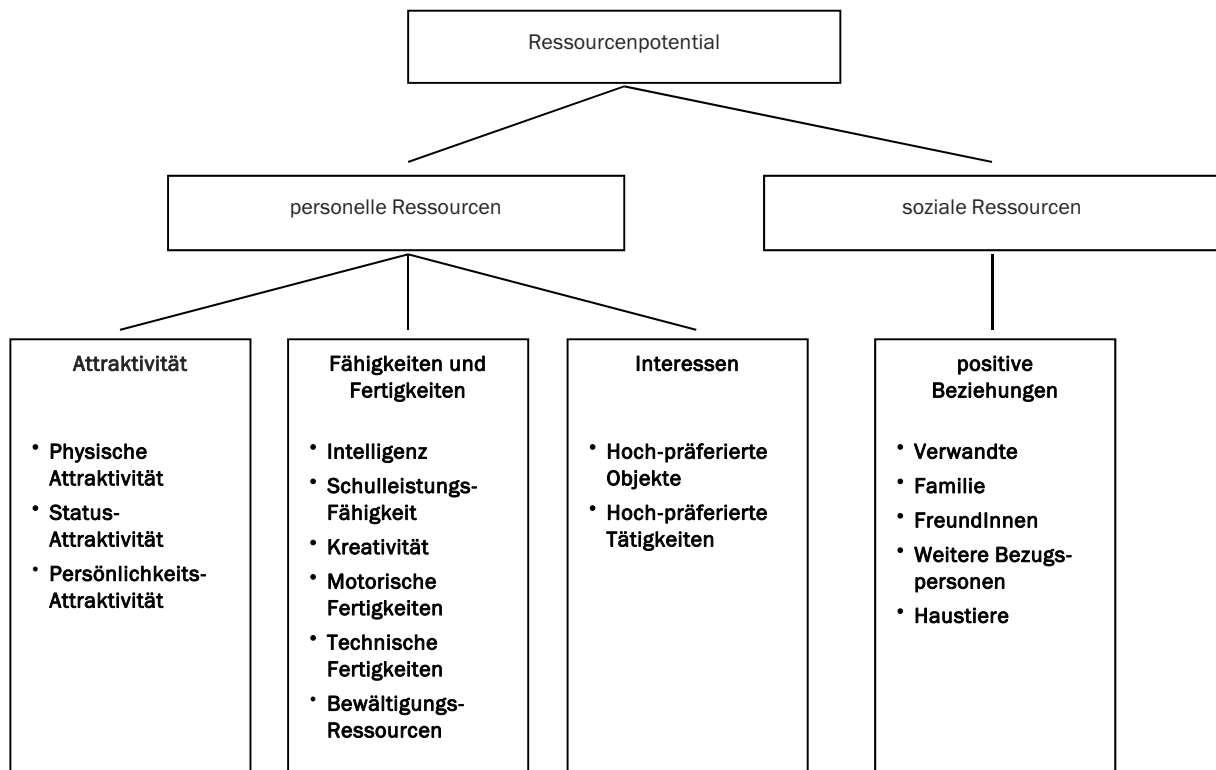 Ressourcenpotential
personelle Ressourcen
soziale Ressourcen
Attraktivität
• Physische
Attraktivität
• Status-
Attraktivität
• Persönlichkeits-
Attraktivität
Fähigkeiten und
Fertigkeiten
• Intelligenz
• Schulleistungs-
Fähigkeit
• Kreativität
• Motorische
Fertigkeiten
• Technische
Fertigkeiten
• Bewältigungs-
Ressourcen
Interessen
• Hoch-präferierte
Objekte
• Hoch-präferierte
Tätigkeiten
positive
Beziehungen
• Verwandte
• Familie
• FreundInnen
• Weitere Bezugs-
personen
• Haustiere